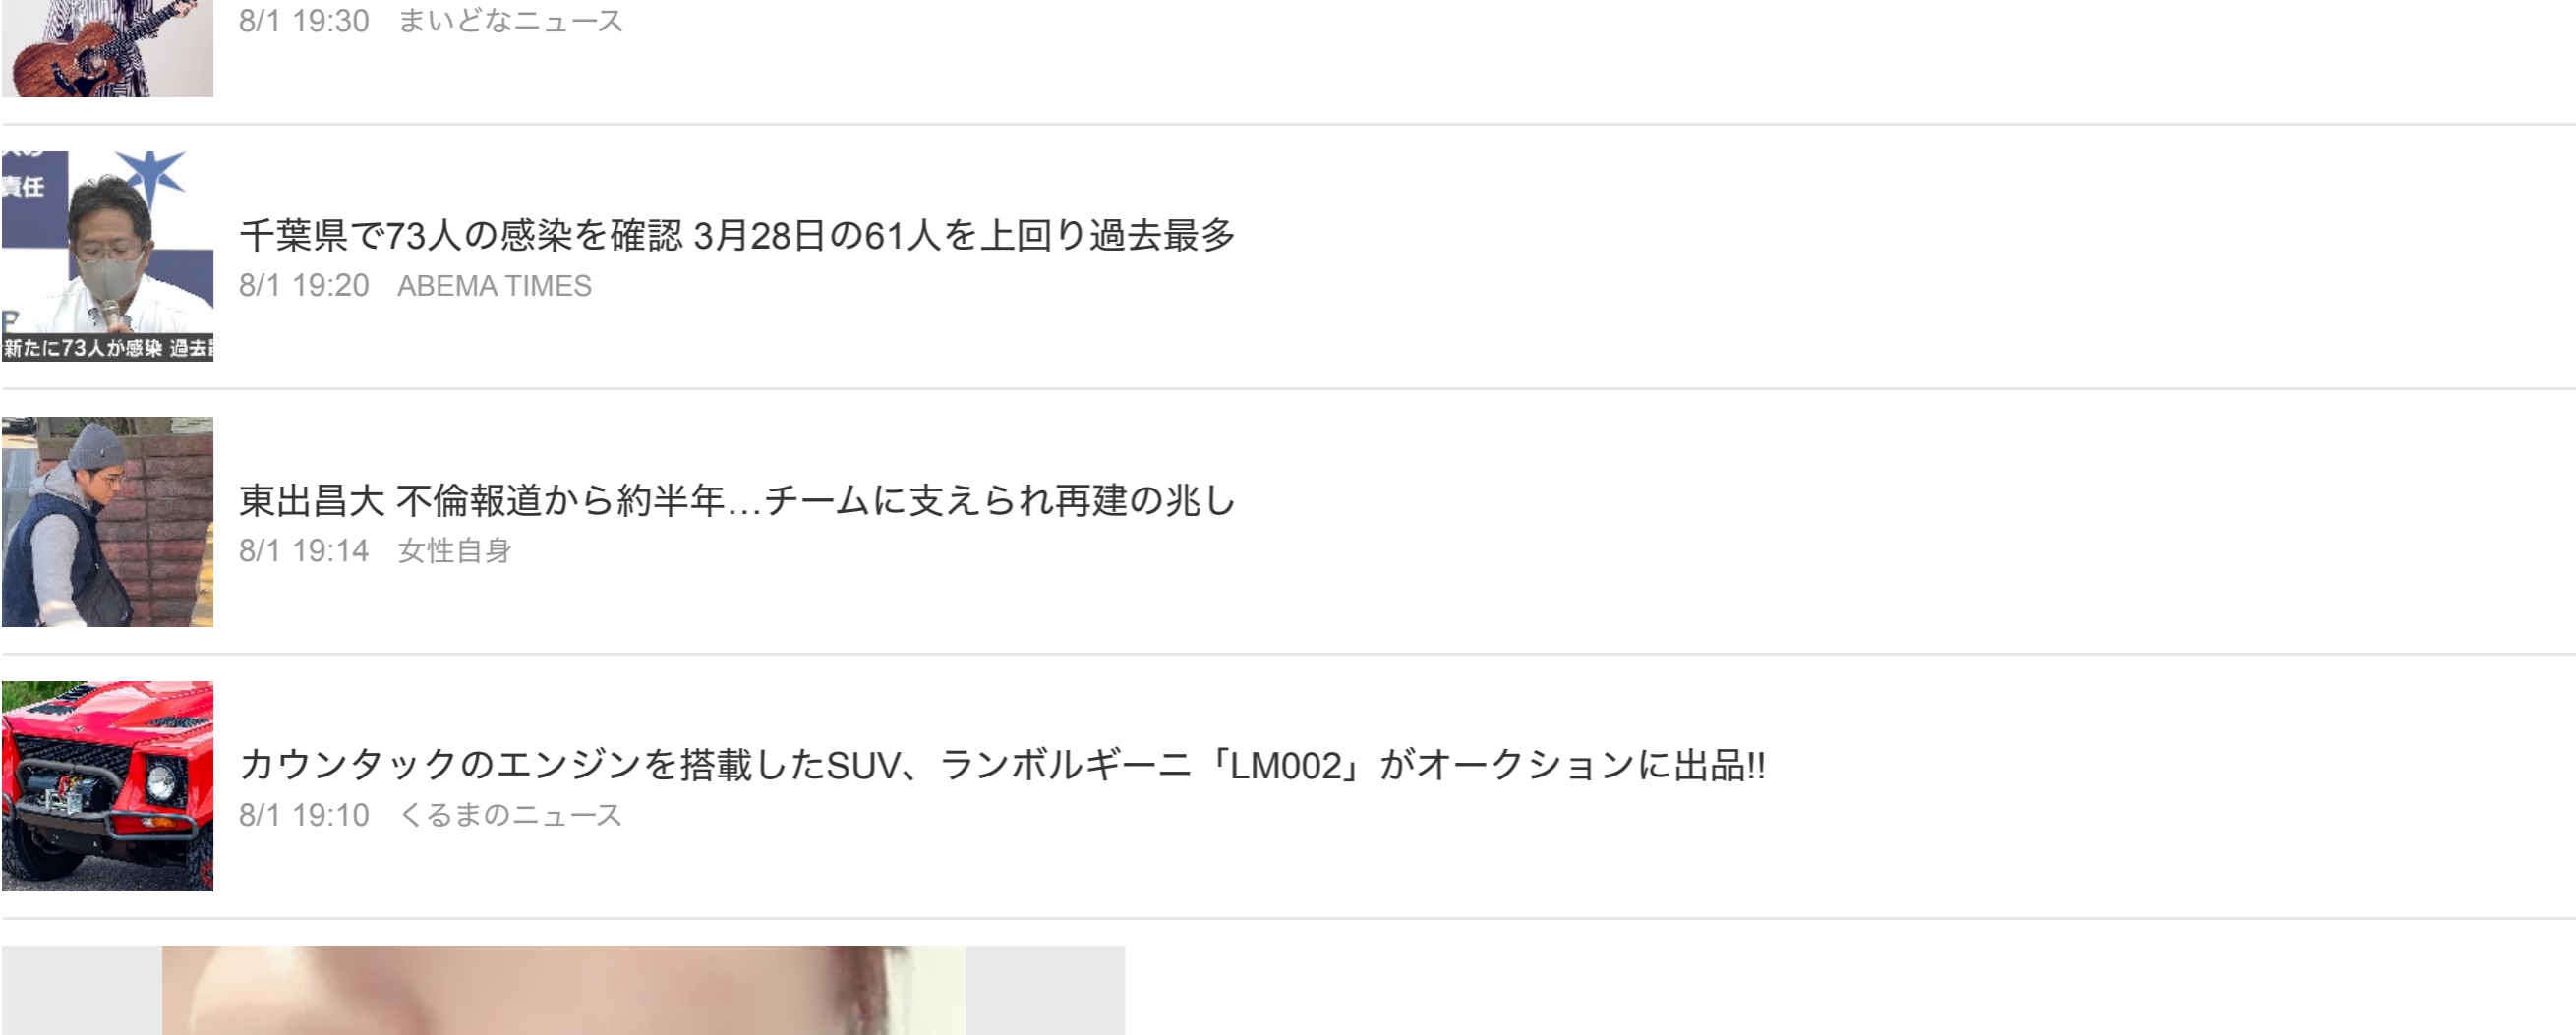 8/1 19:30 まいどなニュース
責任
新たに73人が感染 過去
千葉県で73人の感染を確認 3月28日の61人を上回り過去最多
8/1 19:20 ABEMA TIMES
東出昌大 不倫報道から約半年…チームに支えられ再建の兆し
8/1 19:14 女性自身
カウンタックのエンジンを搭載したSUV、ランボルギーニ「LM002」がオークションに出品!!
8/1 19:10 くるまのニュース